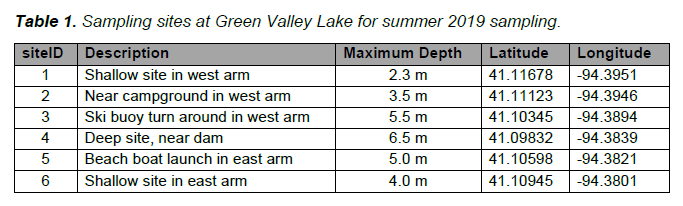 Table 1. Sampling sites at Green Valley Lake for summer 2019 sampling.
siteID Description Maximum Depth Latitude Longitude
1 Shallow site in west arm 2.3 m 41.11678 -94.3951
2 Near campground in west arm 3.5 m 41.11123 -94.3946
3 Ski buoy turn around in west arm 5.5 m 41.10345 -94.3894
4 Deep site, near dam 6.5 m 41.09832 -94.3839
5 Beach boat launch in east arm 5.0 m 41.10598 -94.3821
6 Shallow site in east arm 4.0 m 41.10945 -94.3801